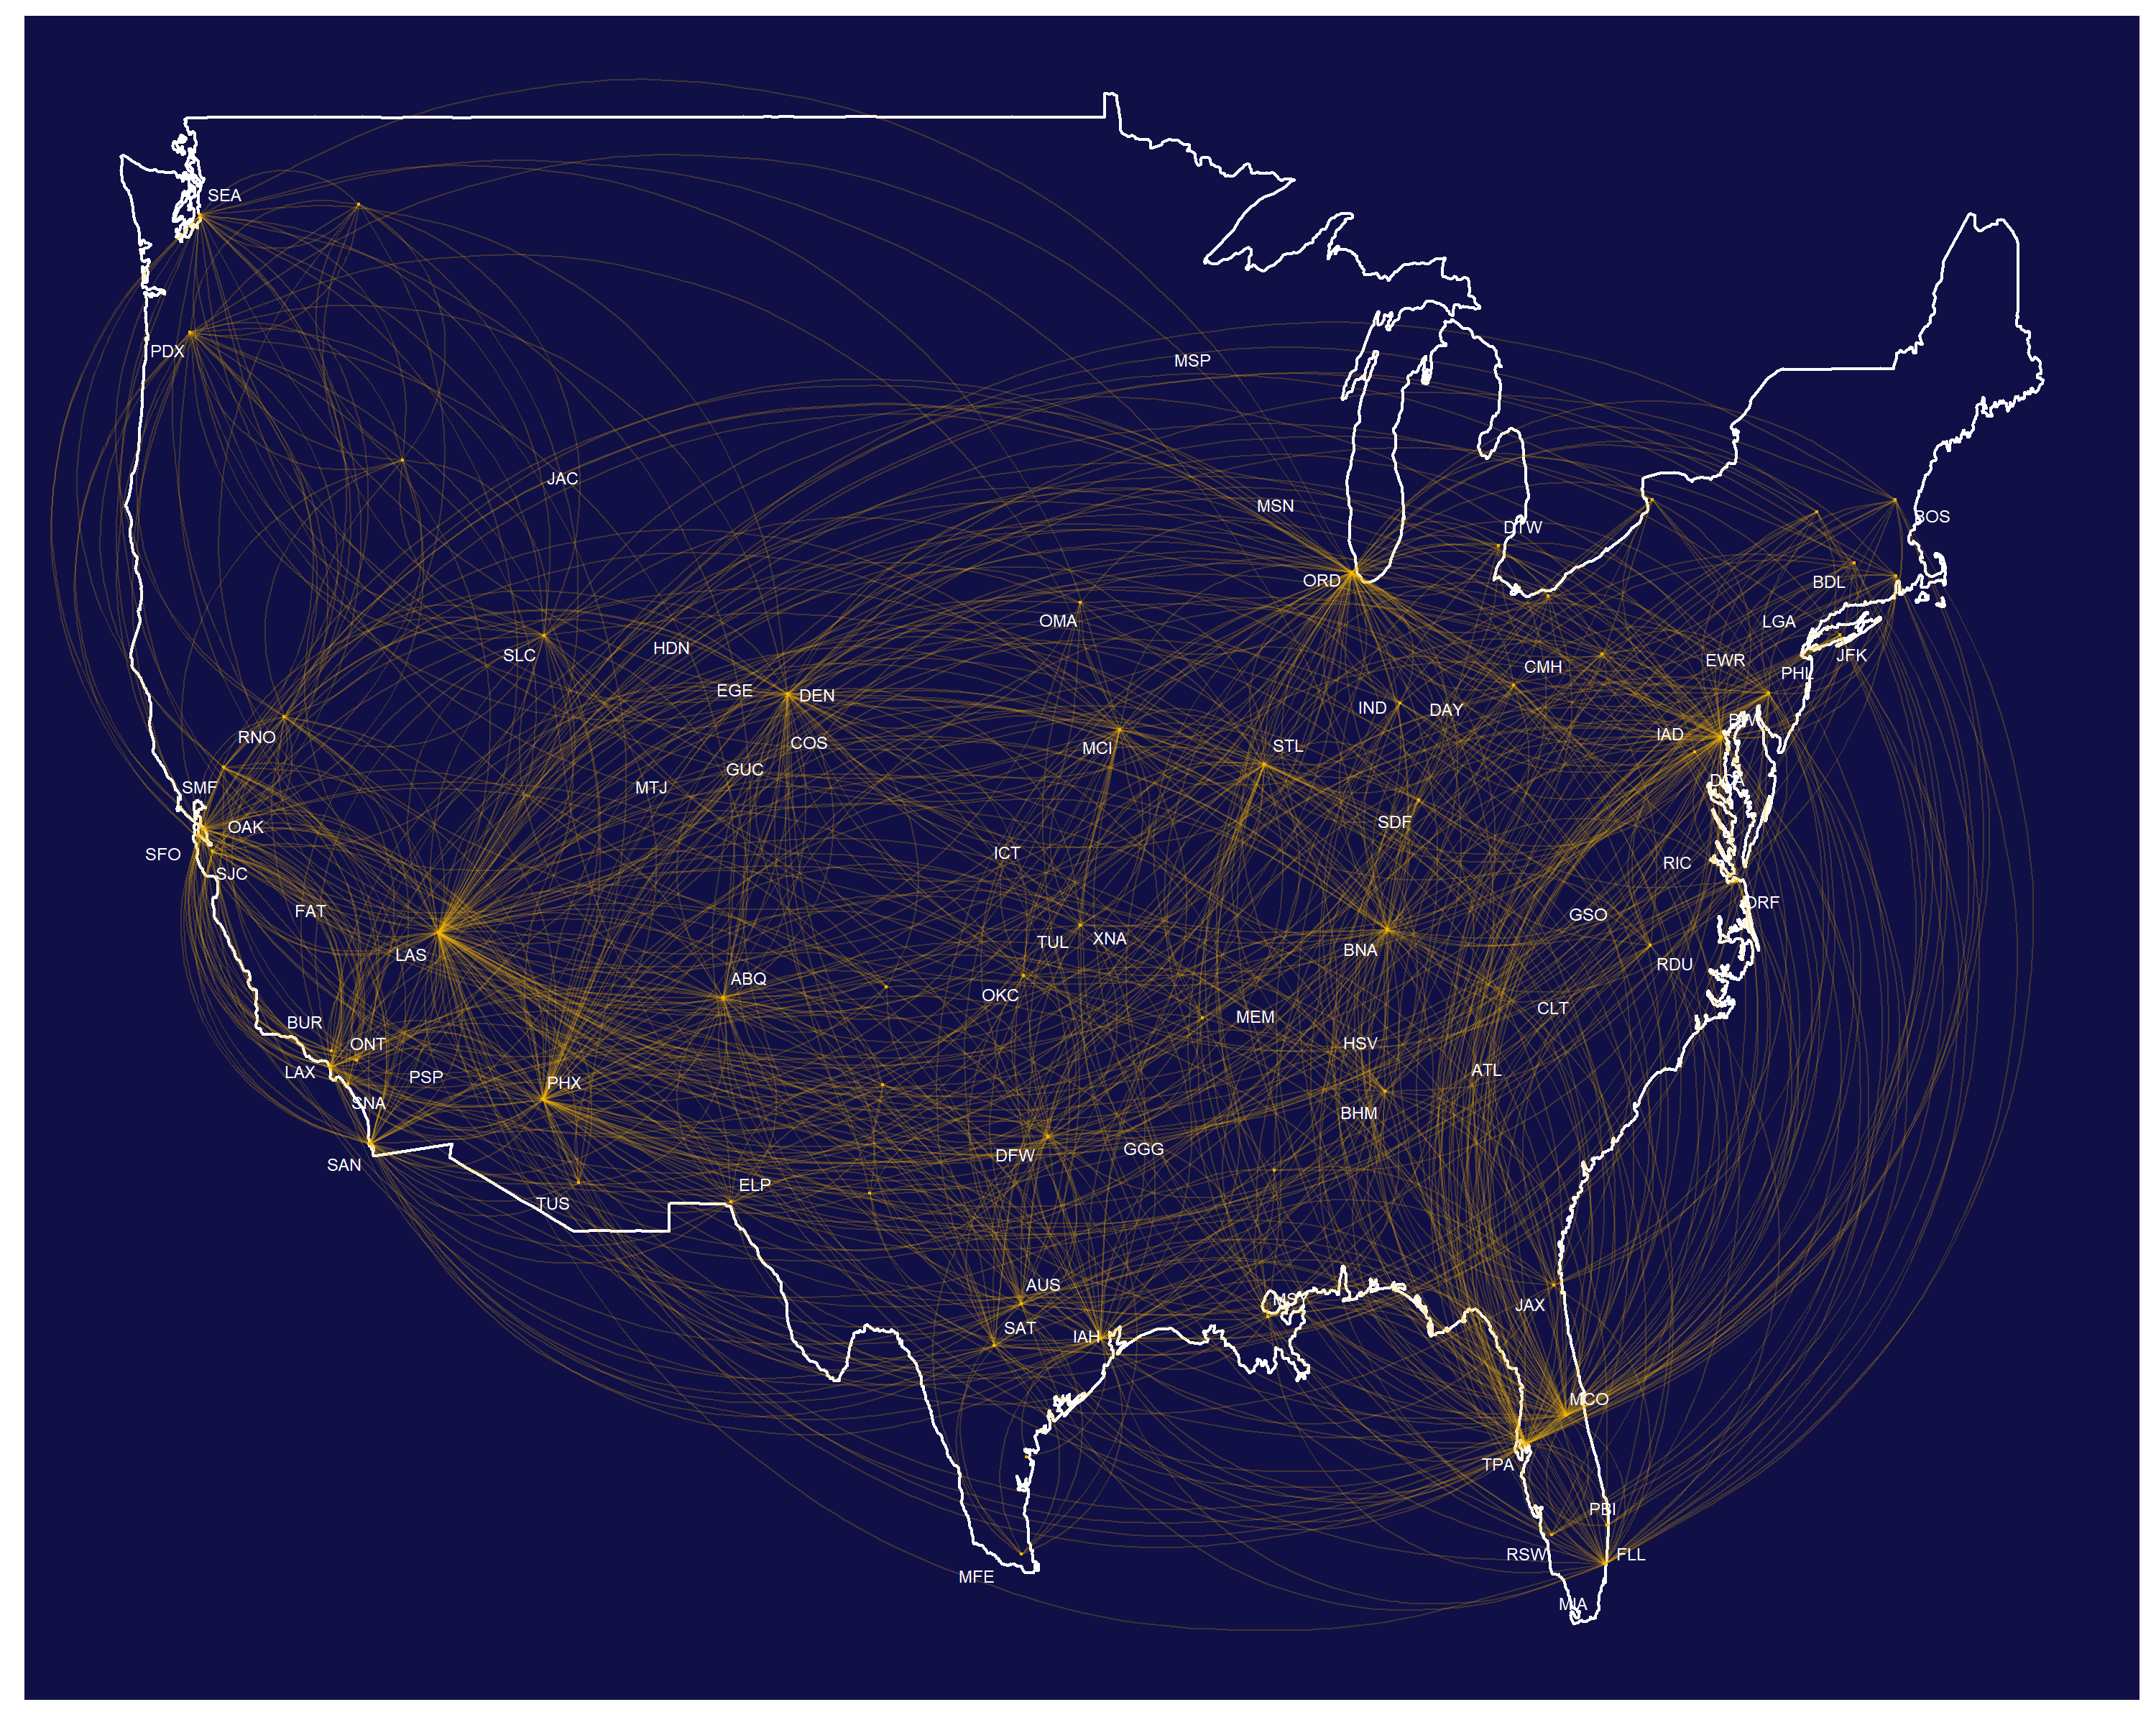 SEA
PDX
MSP
JAC
MSN
BOS
DTW
ORD
BDL
OMA
LGA
HDN
SLC
JFK
EWR
CMH
PHL
EGE
DEN
IND
DAY
RNO
IAD
COS
MCI
STL
GUC
DCA
SMF
MTJ
SDF
OAK
SFO
ICT
RIC
SJC
ORF
FAT
GSO
TUL
XNA
BNA
LAS
RDU
ABQ
OKC
CLT
MEM
BUR
HSV
ONT
ATL
LAX
PSP
PHX
SNA
BHM
GGG
DFW
SAN
ELP
TUS
AUS
MSY
JAX
SAT
IAH
MCO
TPA
PBI
RSW
FLL
MFE
MIA